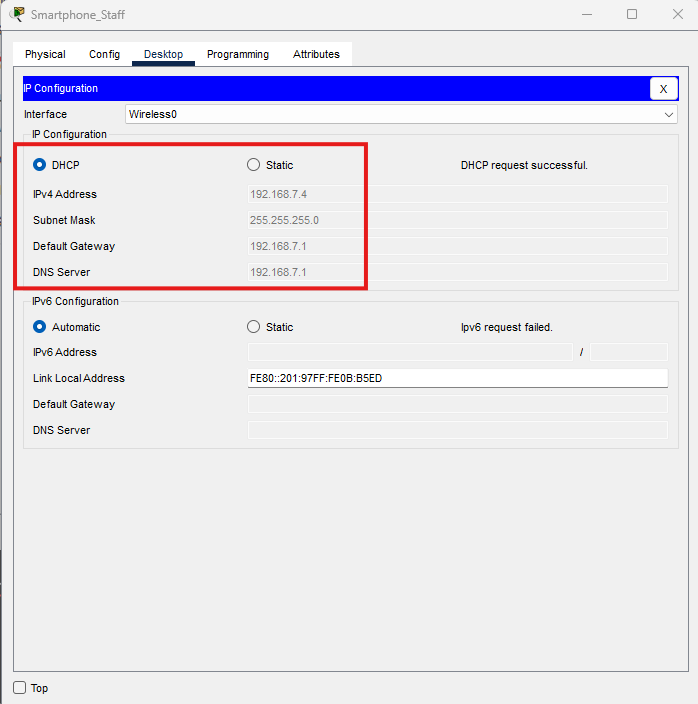 Smartphone_Staff
Physical Config Desktop Programming Attributes
IP Configuration X
Interface Wireless0
IP Configuration
DHCP Static DHCP request successful.
IPv4 Address 192.168.7.4
Subnet Mask 255.255.255.0
Default Gateway 192.168.7.1
DNS Server 192.168.7.1
IPv6 Configuration
Automatic Static Ipv6 request failed.
IPv6 Address /
Link Local Address FE80::201:97FF:FE0B:B5ED
Default Gateway
DNS Server
Top